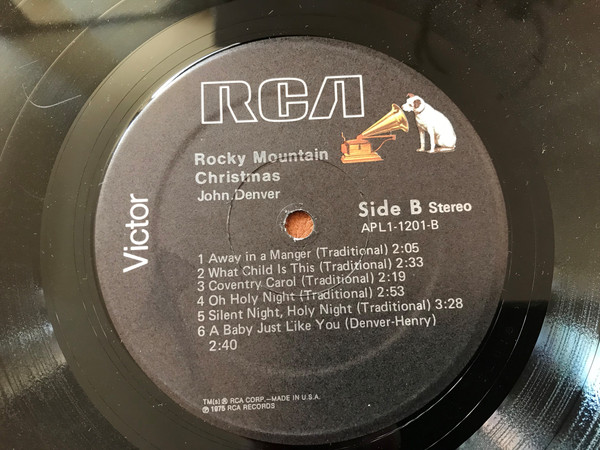 RCA
Rocky Mountain
Christmas
John Denver
Victor
Side B Stereo
APL1-1201-B
1 Away in a Manger (Traditional) 2:05
2 What Child Is This (Traditional) 2:33
3 Coventry Carol (Traditional) 2:19
4 Oh Holy Night (Traditional) 2:53
5 Silent Night, Holy Night (Traditional) 3:28
6 A Baby Just Like You (Denver-Henry)
2:40
TM(s) ® RCA CORP.—MADE IN U.S.A.
℗ 1975 RCA RECORDS